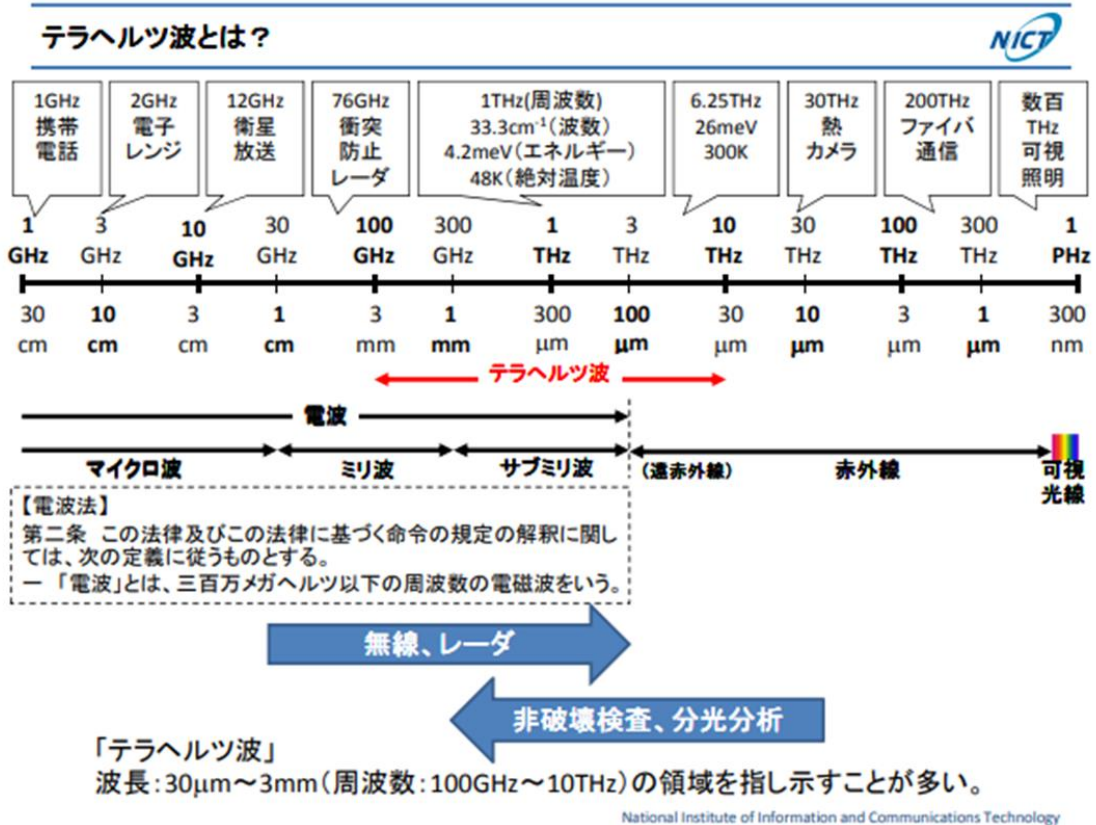 テラヘルツ波とは？
NICT
1GHz
携帯
電話
2GHz
電子
レンジ
12GHz
衛星
放送
76GHz
衝突
防止
レーダ
1THz(周波数)
33.3cm-1(波数)
4.2meV(エネルギー)
48K(絶対温度)
6.25THz
26meV
300K
30THz
熱
カメラ
200THz
ファイバ
通信
数百
THz
可視
照明
1 3 10 30 100 300 1 3 10 30 100 300 1
GHz GHz GHz GHz GHz GHz THz THz THz THz THz THz PHz
30 10 3 1 3 1 300 100 30 10 3 1 300
cm cm cm cm mm mm μm μm μm μm μm μm nm
テラヘルツ波
電波
マイクロ波 ミリ波 サブミリ波 (遠赤外線) 赤外線 可視
光線
【電波法】
第二条 この法律及びこの法律に基づく命令の規定の解釈に関し
ては、次の定義に従うものとする。
一 「電波」とは、三百万メガヘルツ以下の周波数の電磁波をいう。
無線、レーダ
非破壊検査、分光分析
「テラヘルツ波」
波長：30μm～3mm(周波数：100GHz～10THz)の領域を指し示すことが多い。
National Institute of Information and Communications Technology